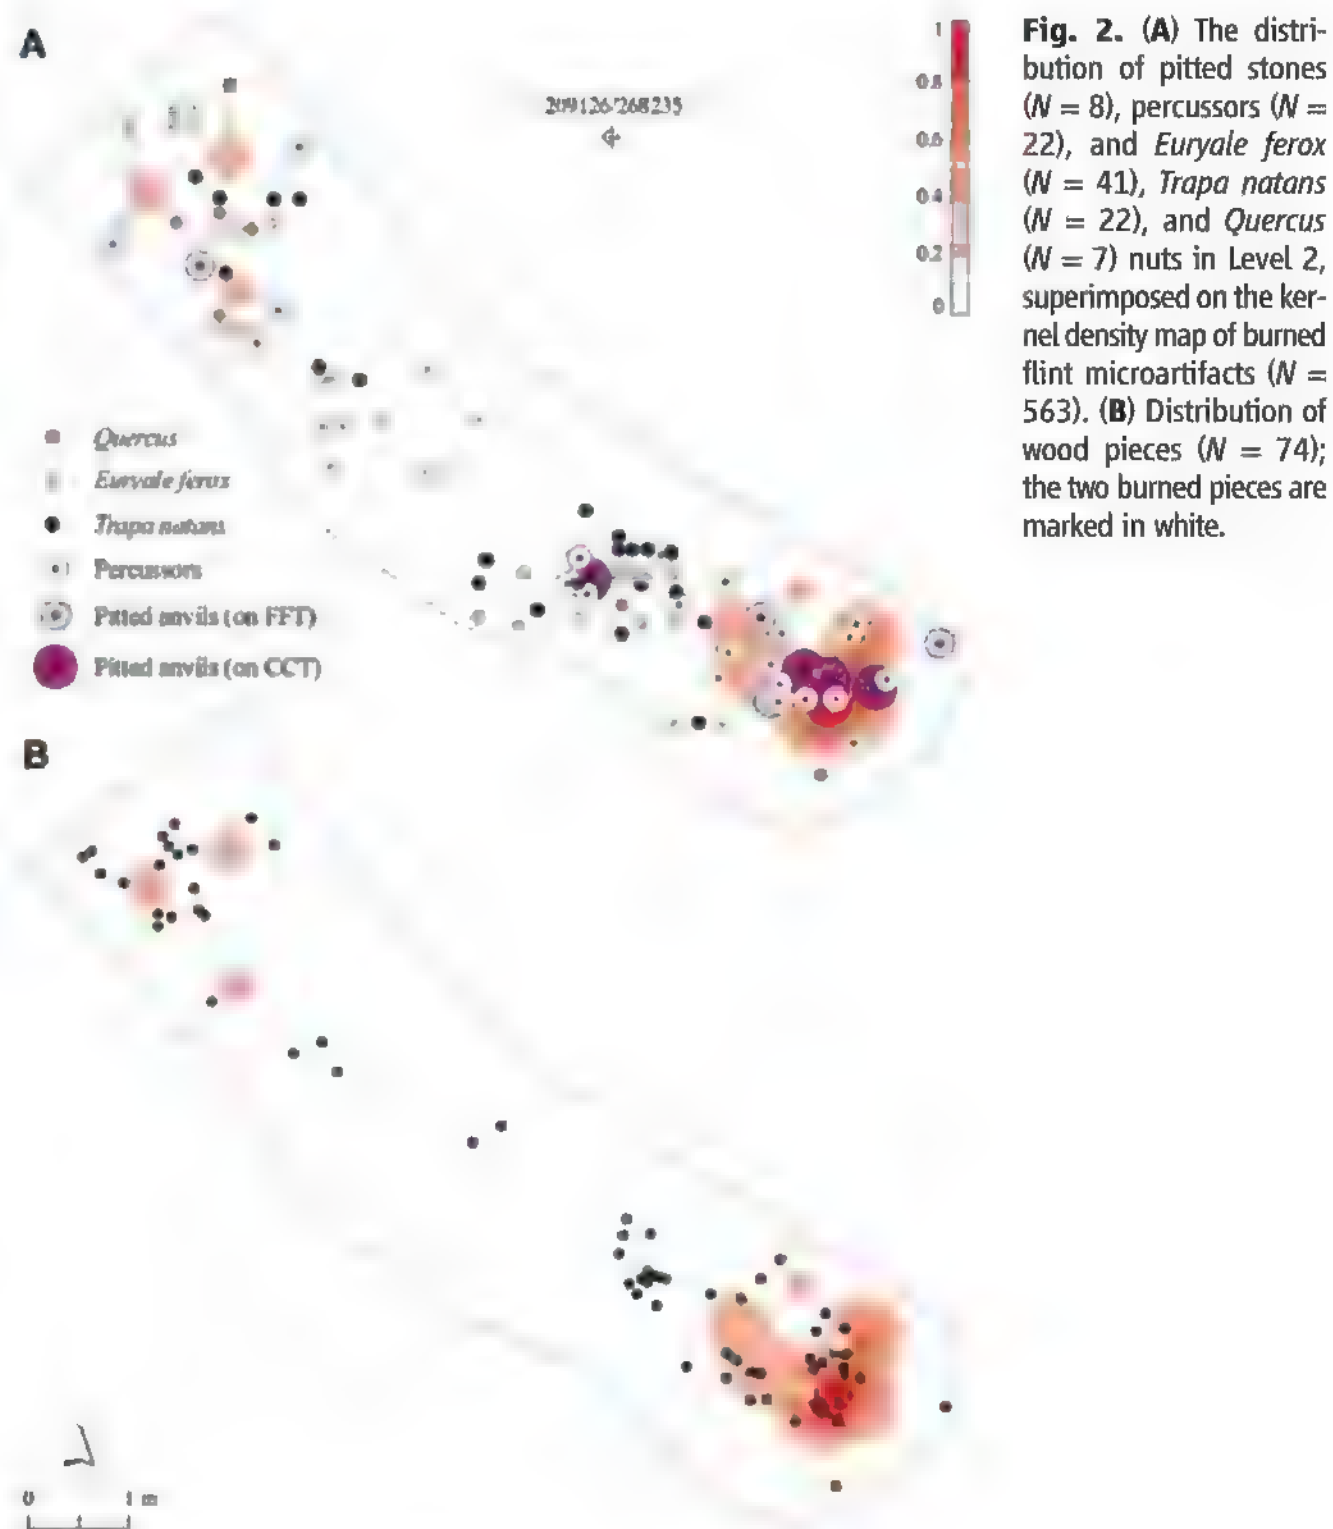 A
209126/268235
1
0.8
0.6
0.4
0.2
0
Quercus
Euryale ferox
Trapa natans
Percussors
Pitted anvils (on FFT)
Pitted anvils (on CCT)
B
0 1 m
Fig. 2. (A) The distri-
bution of pitted stones
(N = 8), percussors (N =
22), and Euryale ferox
(N = 41), Trapa natans
(N = 22), and Quercus
(N = 7) nuts in Level 2,
superimposed on the ker-
nel density map of burned
flint microartifacts (N =
563). (B) Distribution of
wood pieces (N = 74);
the two burned pieces are
marked in white.